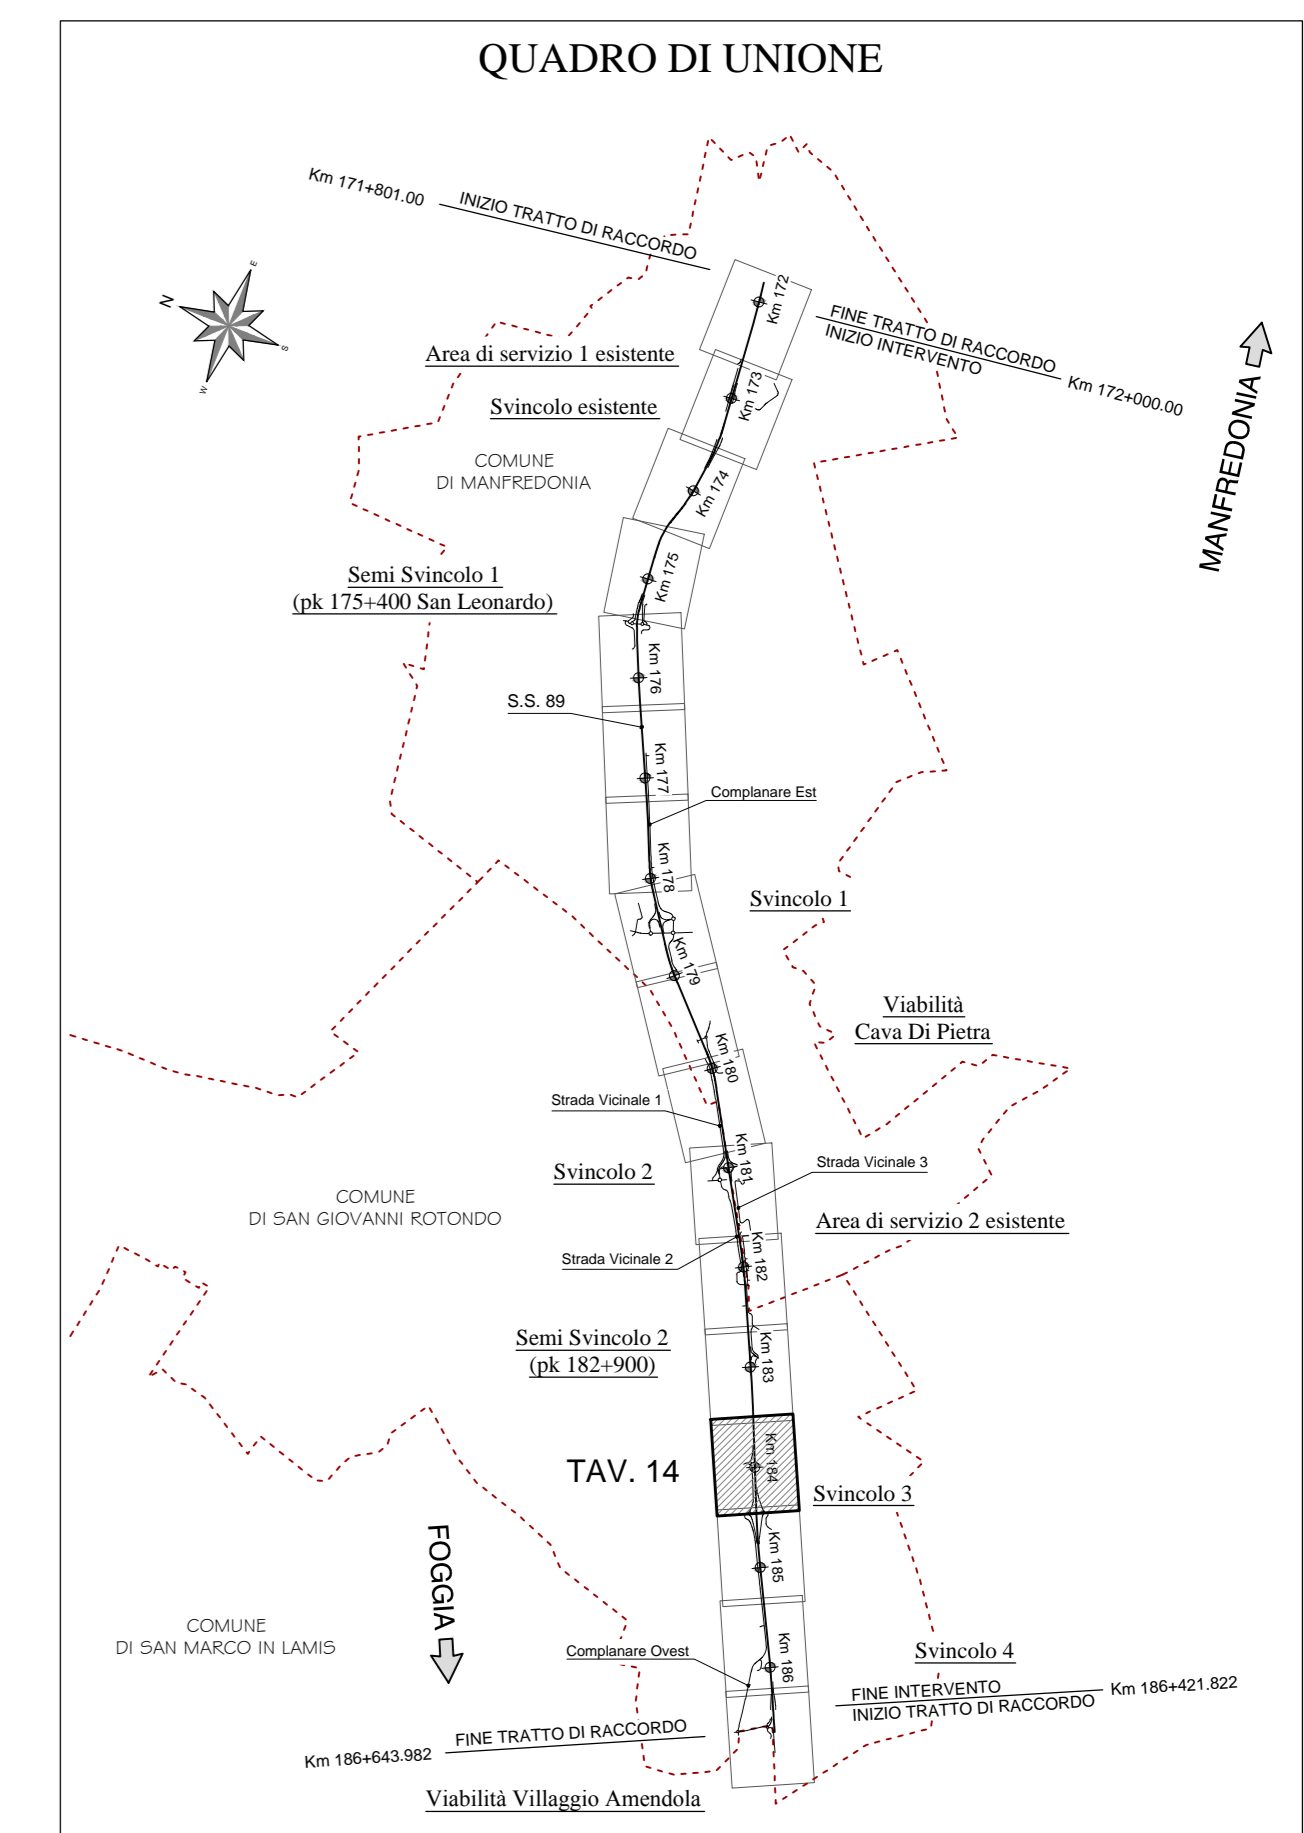 QUADRO DI UNIONE
Km 171+801.00
INIZIO TRATTO DI RACCORDO
N
E
S
W
Km 172
FINE TRATTO DI RACCORDO
INIZIO INTERVENTO
Km 172+000.00
MANFREDONIA
Area di servizio 1 esistente
Km 173
Svincolo esistente
COMUNE
DI MANFREDONIA
Km 174
Semi Svincolo 1
(pk 175+400 San Leonardo)
Km 175
Km 176
S.S. 89
Km 177
Complanare Est
Km 178
Svincolo 1
Km 179
Viabilità
Cava Di Pietra
Km 180
Strada Vicinale 1
Km 181
Svincolo 2
Strada Vicinale 3
COMUNE
DI SAN GIOVANNI ROTONDO
Area di servizio 2 esistente
Strada Vicinale 2
Km 182
Semi Svincolo 2
(pk 182+900)
Km 183
TAV. 14
Km 184
Svincolo 3
FOGGIA
Km 185
COMUNE
DI SAN MARCO IN LAMIS
Complanare Ovest
Km 186
Svincolo 4
FINE INTERVENTO
INIZIO TRATTO DI RACCORDO
Km 186+421.822
FINE TRATTO DI RACCORDO
Km 186+643.982
Viabilità Villaggio Amendola